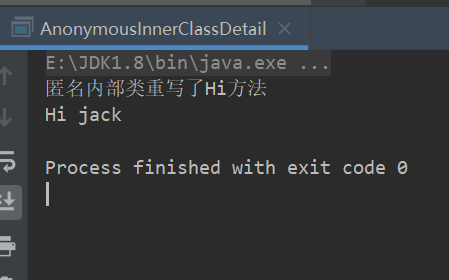 AnonymousInnerClassDetail
E:\JDK1.8\bin\java.exe ...
匿名内部类重写了Hi方法
Hi jack
Process finished with exit code 0